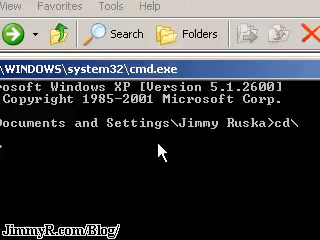 View Favorites Tools Help
Search Folders
\WINDOWS\system32\cmd.exe
rosoft Windows XP [Version 5.1.2600]
Copyright 1985-2001 Microsoft Corp.
Documents and Settings\Jimmy Ruska>cd\
>
JimmyR.com/Blog/